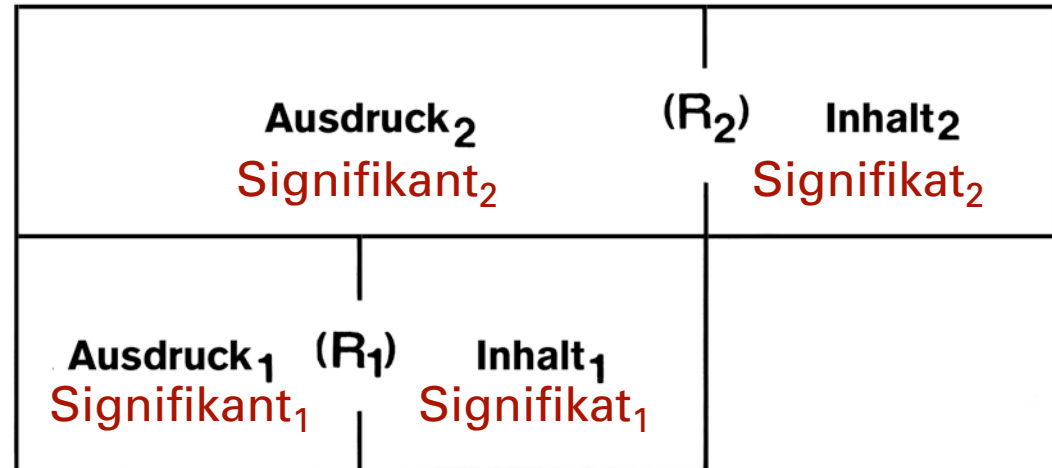 Ausdruck₂ (R₂) Inhalt₂
Signifikant₂ Signifikat₂
Ausdruck₁ (R₁) Inhalt₁
Signifikant₁ Signifikat₁